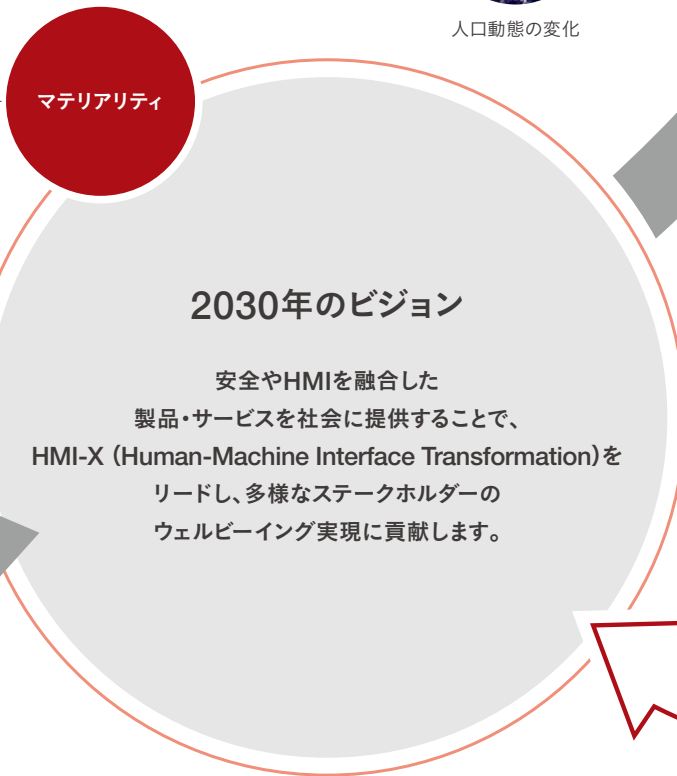 人口動態の変化
マテリアリティ
2030年のビジョン
安全やHMIを融合した
製品・サービスを社会に提供することで、
HMI-X（Human-Machine Interface Transformation）を
リードし、多様なステークホルダーの
ウェルビーイング実現に貢献します。